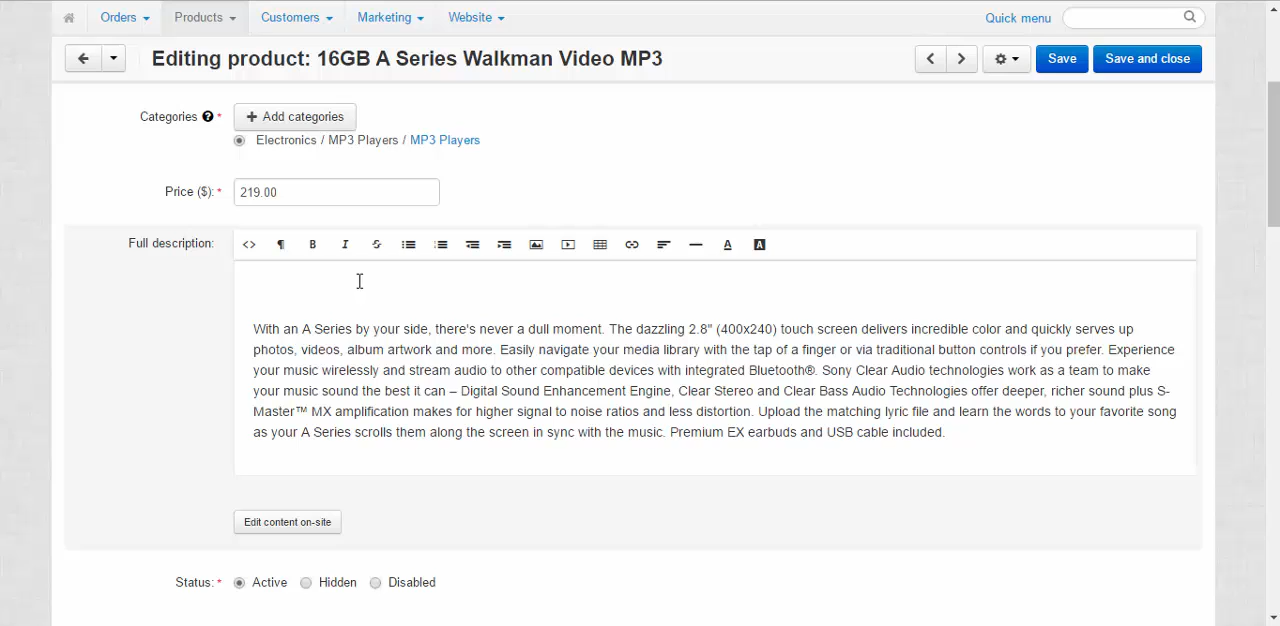 Orders Products Customers Marketing Website Quick menu
Editing product: 16GB A Series Walkman Video MP3 Save Save and close
Categories ? * + Add categories
Electronics / MP3 Players / MP3 Players
Price ($): * 219.00
Full description: <> ¶ B I S A A
With an A Series by your side, there's never a dull moment. The dazzling 2.8" (400x240) touch screen delivers incredible color and quickly serves up
photos, videos, album artwork and more. Easily navigate your media library with the tap of a finger or via traditional button controls if you prefer. Experience
your music wirelessly and stream audio to other compatible devices with integrated Bluetooth®. Sony Clear Audio technologies work as a team to make
your music sound the best it can – Digital Sound Enhancement Engine, Clear Stereo and Clear Bass Audio Technologies offer deeper, richer sound plus S-
Master™ MX amplification makes for higher signal to noise ratios and less distortion. Upload the matching lyric file and learn the words to your favorite song
as your A Series scrolls them along the screen in sync with the music. Premium EX earbuds and USB cable included.
Edit content on-site
Status: * Active Hidden Disabled